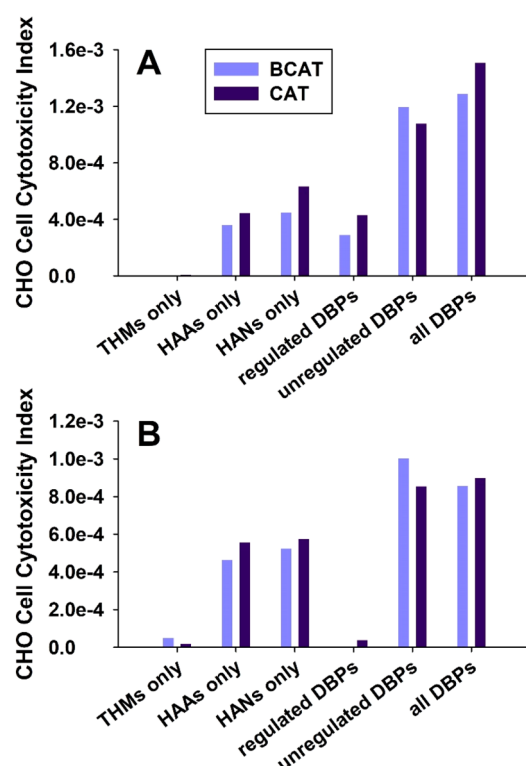 A
BCAT
CAT
CHO Cell Cytotoxicity Index
1.6e-3
1.2e-3
8.0e-4
4.0e-4
0.0
THMs only
HAAs only
HANs only
regulated DBPs
unregulated DBPs
all DBPs
B
CHO Cell Cytotoxicity Index
1.2e-3
1.0e-3
8.0e-4
6.0e-4
4.0e-4
2.0e-4
0.0
THMs only
HAAs only
HANs only
regulated DBPs
unregulated DBPs
all DBPs